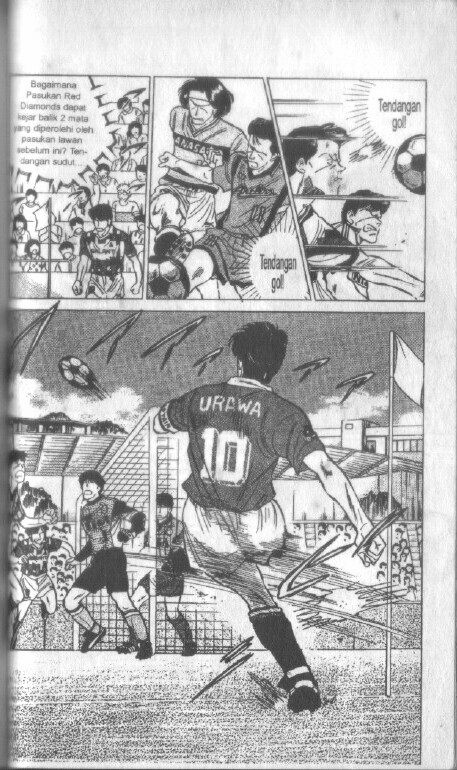 Bagaimana
Pasukan Red
Diamonds dapat
kejar balik 2 mata
yang diperolehi oleh
pasukan lawan
sebelum ini? Ten-
dangan sudut...
Tendangan
gol!
Tendangan
gol!
URAWA
10